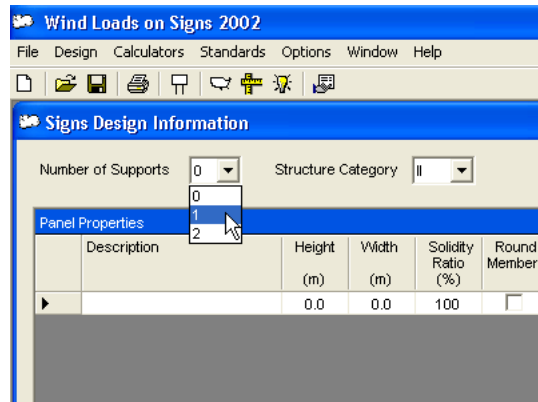 Wind Loads on Signs 2002
File Design Calculators Standards Options Window Help
Signs Design Information
Number of Supports 0 Structure Category II
0
1
2
Panel Properties
Description Height Width Solidity Round
Ratio Member
(m) (m) (%)
0.0 0.0 100